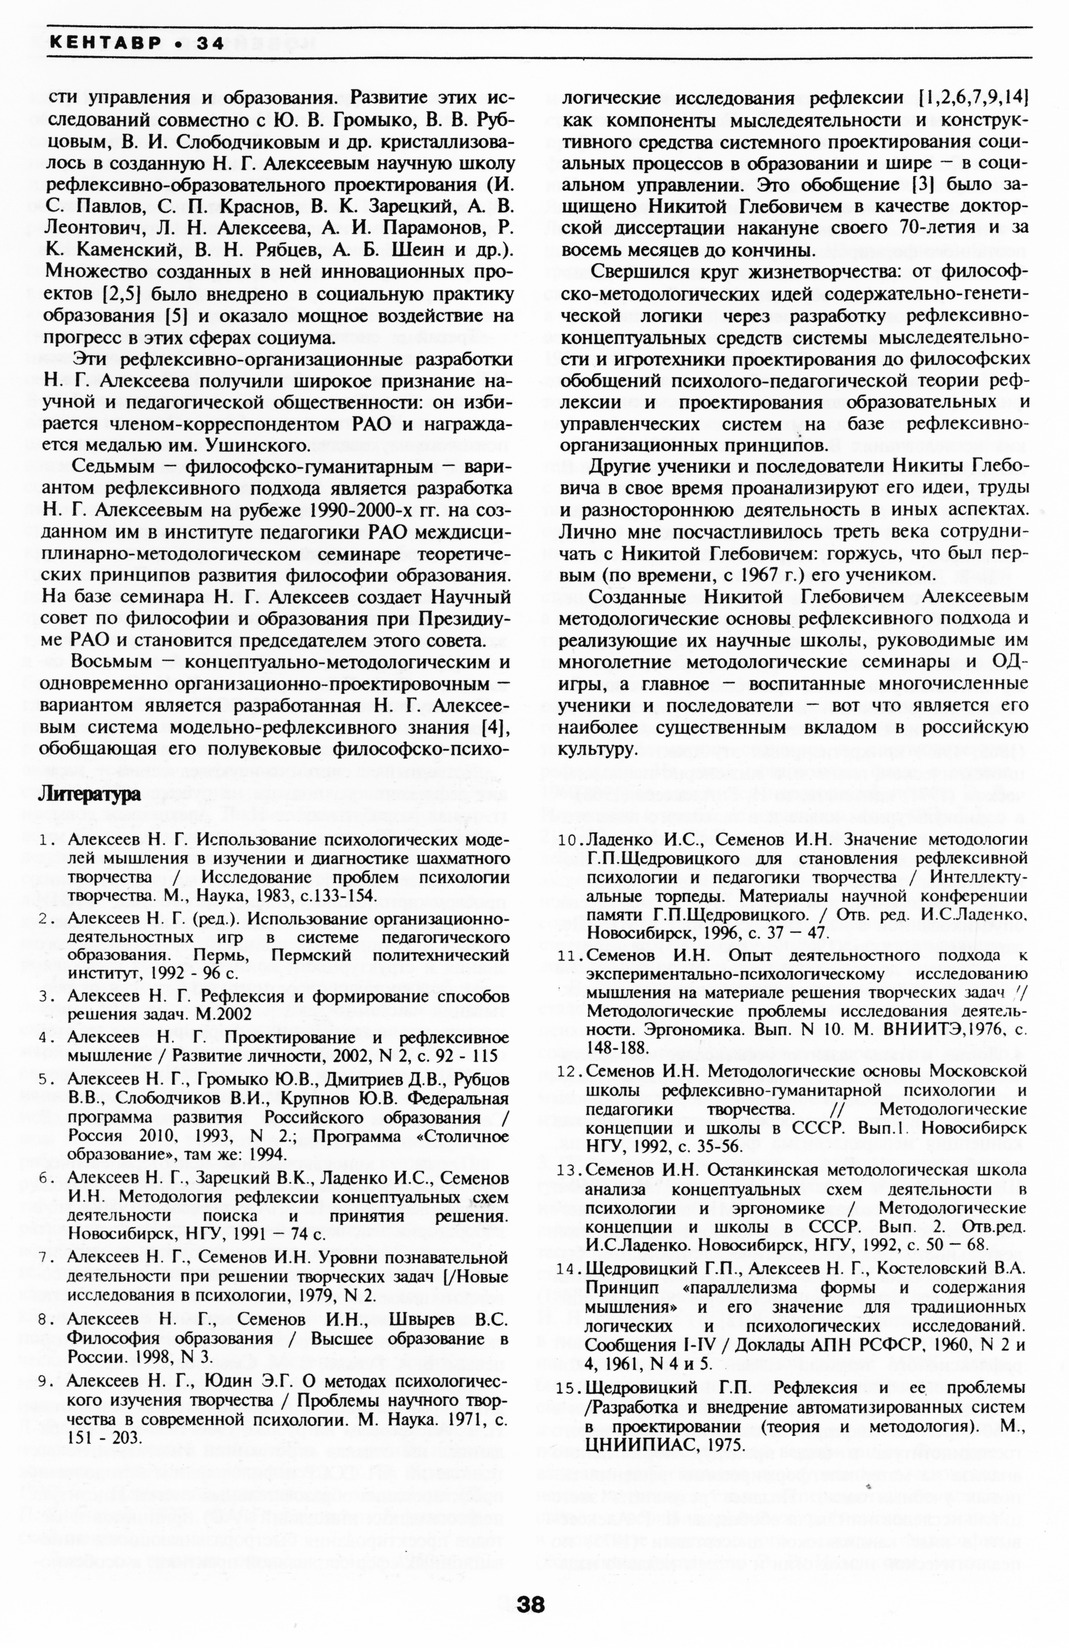 КЕНТАВР • 34
сти управления и образования. Развитие этих ис-
следований совместно с Ю. В. Громыко, В. В. Руб-
цовым, В. И. Слободчиковым и др. кристаллизова-
лось в созданную Н. Г. Алексеевым научную школу
рефлексивно-образовательного проектирования (И.
С. Павлов, С. П. Краснов, В. К. Зарецкий, А. В.
Леонтович, Л. Н. Алексеева, А. И. Парамонов, Р.
К. Каменский, В. Н. Рябцев, А. Б. Шеин и др.).
Множество созданных в ней инновационных про-
ектов [2,5] было внедрено в социальную практику
образования [5] и оказало мощное воздействие на
прогресс в этих сферах социума.
Эти рефлексивно-организационные разработки
Н. Г. Алексеева получили широкое признание на-
учной и педагогической общественности: он изби-
рается членом-корреспондентом РАО и награжда-
ется медалью им. Ушинского.
Седьмым — философско-гуманитарным — вари-
антом рефлексивного подхода является разработка
Н. Г. Алексеевым на рубеже 1990-2000-х гг. на соз-
данном им в институте педагогики РАО междисци-
плинарно-методологическом семинаре теоретиче-
ских принципов развития философии образования.
На базе семинара Н. Г. Алексеев создает Научный
совет по философии и образования при Президиу-
ме РАО и становится председателем этого совета.
Восьмым — концептуально-методологическим и
одновременно организационно-проектировочным —
вариантом является разработанная Н. Г. Алексее-
вым система модельно-рефлексивного знания [4],
обобщающая его полувековые философско-психо-
логические исследования рефлексии [1,2,6,7,9,14]
как компоненты мыследеятельности и конструк-
тивного средства системного проектирования соци-
альных процессов в образовании и шире — в соци-
альном управлении. Это обобщение [3] было за-
щищено Никитой Глебовичем в качестве доктор-
ской диссертации накануне своего 70-летия и за
восемь месяцев до кончины.
Свершился круг жизнетворчества: от философ-
ско-методологических идей содержательно-генети-
ческой логики через разработку рефлексивно-
концептуальных средств системы мыследеятельно-
сти и игротехники проектирования до философских
обобщений психолого-педагогической теории реф-
лексии и проектирования образовательных и
управленческих систем на базе рефлексивно-
организационных принципов.
Другие ученики и последователи Никиты Глебо-
вича в свое время проанализируют его идеи, труды
и разностороннюю деятельность в иных аспектах.
Лично мне посчастливилось треть века сотрудни-
чать с Никитой Глебовичем: горжусь, что был пер-
вым (по времени, с 1967 г.) его учеником.
Созданные Никитой Глебовичем Алексеевым
методологические основы рефлексивного подхода и
реализующие их научные школы, руководимые им
многолетние методологические семинары и ОД-
игры, а главное — воспитанные многочисленные
ученики и последователи — вот что является его
наиболее существенным вкладом в российскую
культуру.
Литература
1. Алексеев Н. Г. Использование психологических моде-
лей мышления в изучении и диагностике шахматного
творчества / Исследование проблем психологии
творчества. М., Наука, 1983, с.133-154.
2. Алексеев Н. Г. (ред.). Использование организационно-
деятельностных игр в системе педагогического
образования. Пермь, Пермский политехнический
институт, 1992 - 96 с.
3. Алексеев Н. Г. Рефлексия и формирование способов
решения задач. М.2002
4. Алексеев Н. Г. Проектирование и рефлексивное
мышление / Развитие личности, 2002, N 2, с. 92 - 115
5. Алексеев Н. Г., Громыко Ю.В., Дмитриев Д.В., Рубцов
В.В., Слободчиков В.И., Крупнов Ю.В. Федеральная
программа развития Российского образования /
Россия 2010, 1993, N 2.; Программа «Столичное
образование», там же: 1994.
6. Алексеев Н. Г., Зарецкий В.К., Ладенко И.С., Семенов
И.Н. Методология рефлексии концептуальных схем
деятельности поиска и принятия решения.
Новосибирск, НГУ, 1991 — 74 с.
7. Алексеев Н. Г., Семенов И.Н. Уровни познавательной
деятельности при решении творческих задач [/Новые
исследования в психологии, 1979, N 2.
8. Алексеев Н. Г., Семенов И.Н., Швырев В.С.
Философия образования / Высшее образование в
России. 1998, N 3.
9. Алексеев Н. Г., Юдин Э.Г. О методах психологичес-
кого изучения творчества / Проблемы научного твор-
чества в современной психологии. М. Наука. 1971, с.
151 - 203.
10.Ладенко И.С., Семенов И.Н. Значение методологии
Г.П.Щедровицкого для становления рефлексивной
психологии и педагогики творчества / Интеллекту-
альные торпеды. Материалы научной конференции
памяти Г.П.Щедровицкого. / Отв. ред. И.С.Ладенко,
Новосибирск, 1996, с. 37 — 47.
11.Семенов И.Н. Опыт деятельностного подхода к
экспериментально-психологическому исследованию
мышления на материале решения творческих задач //
Методологические проблемы исследования деятель-
ности. Эргономика. Вып. N 10. М. ВНИИТЭ,1976, с.
148-188.
12.Семенов И.Н. Методологические основы Московской
школы рефлексивно-гуманитарной психологии и
педагогики творчества. // Методологические
концепции и школы в СССР. Вып.1. Новосибирск
НГУ, 1992, с. 35-56.
13.Семенов И.Н. Останкинская методологическая школа
анализа концептуальных схем деятельности в
психологии и эргономике / Методологические
концепции и школы в СССР. Вып. 2. Отв.ред.
И.С.Ладенко. Новосибирск, НГУ, 1992, с. 50 — 68.
14.Щедровицкий Г.П., Алексеев Н. Г., Костеловский В.А.
Принцип «параллелизма формы и содержания
мышления» и его значение для традиционных
логических и психологических исследований.
Сообщения I-IV / Доклады АПН РСФСР, 1960, N 2 и
4, 1961, N 4 и 5.
15.Щедровицкий Г.П. Рефлексия и ее проблемы
/Разработка и внедрение автоматизированных систем
в проектировании (теория и методология). М.,
ЦНИИПИАС, 1975.
38